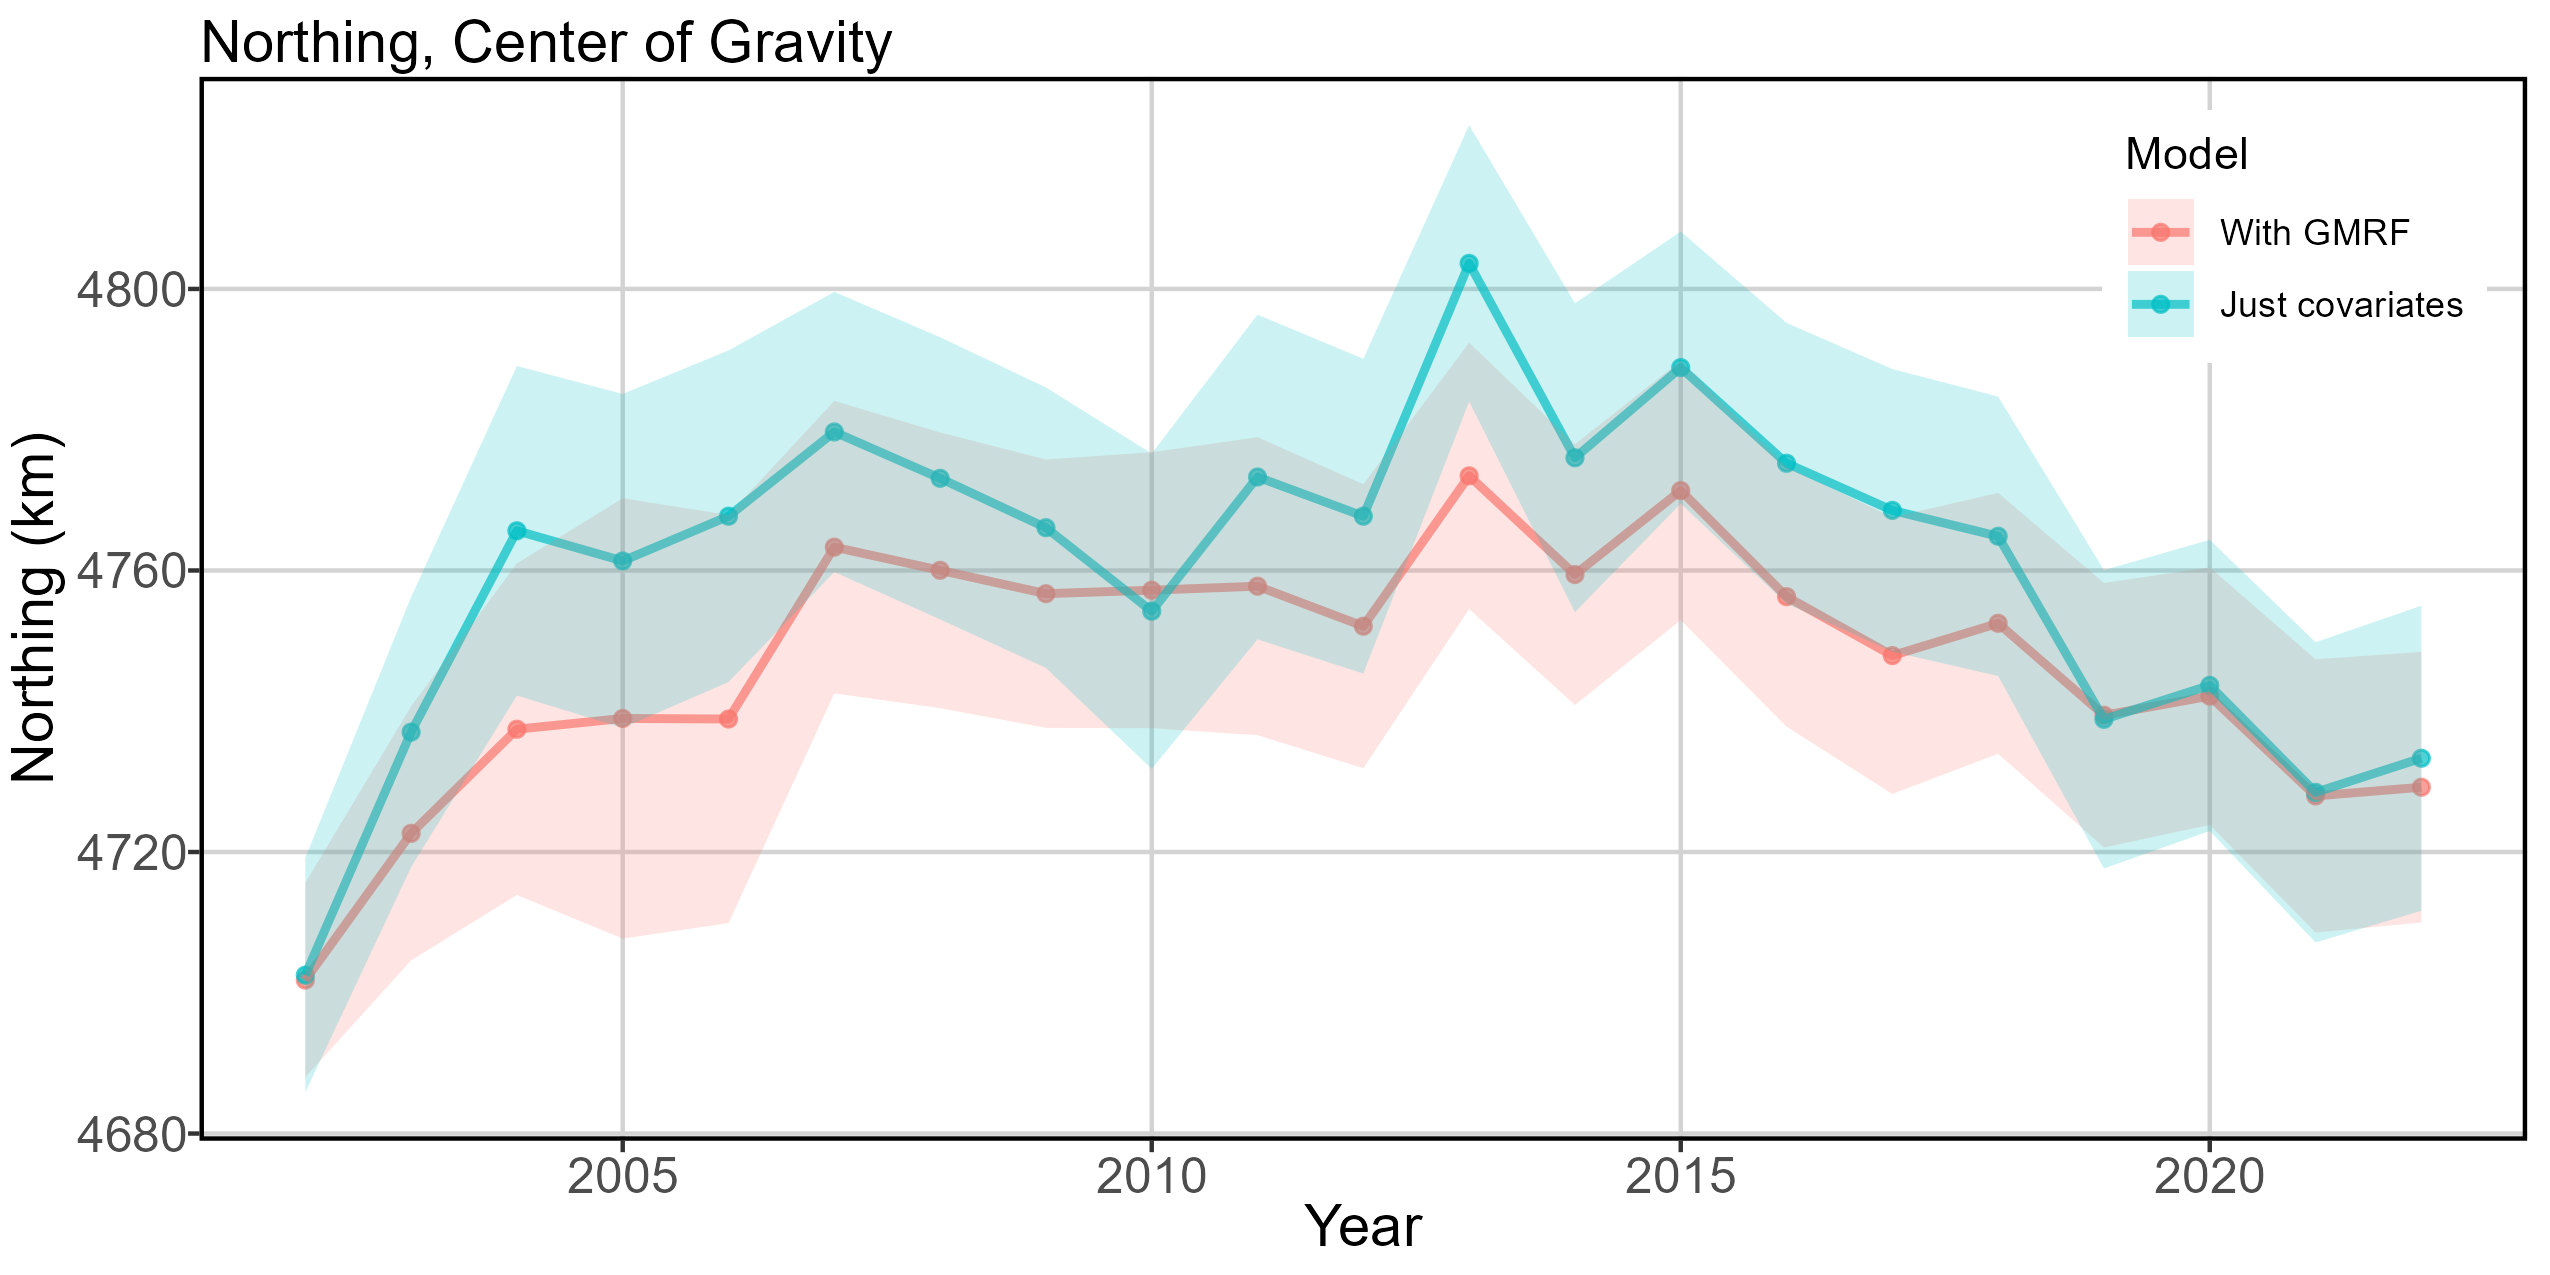 Northing, Center of Gravity
Model
With GMRF
Just covariates
Northing (km)
4800
4760
4720
4680
2005 2010 2015 2020
Year